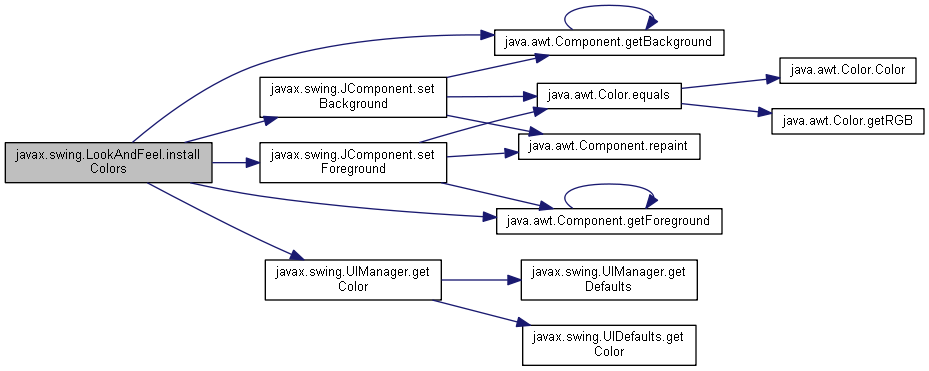 javax.swing.LookAndFeel.install
Colors
java.awt.Component.getBackground
javax.swing.JComponent.set
Background
java.awt.Color.equals
java.awt.Color.Color
java.awt.Color.getRGB
java.awt.Component.repaint
javax.swing.JComponent.set
Foreground
java.awt.Component.getForeground
javax.swing.UIManager.get
Color
javax.swing.UIManager.get
Defaults
javax.swing.UIDefaults.get
Color